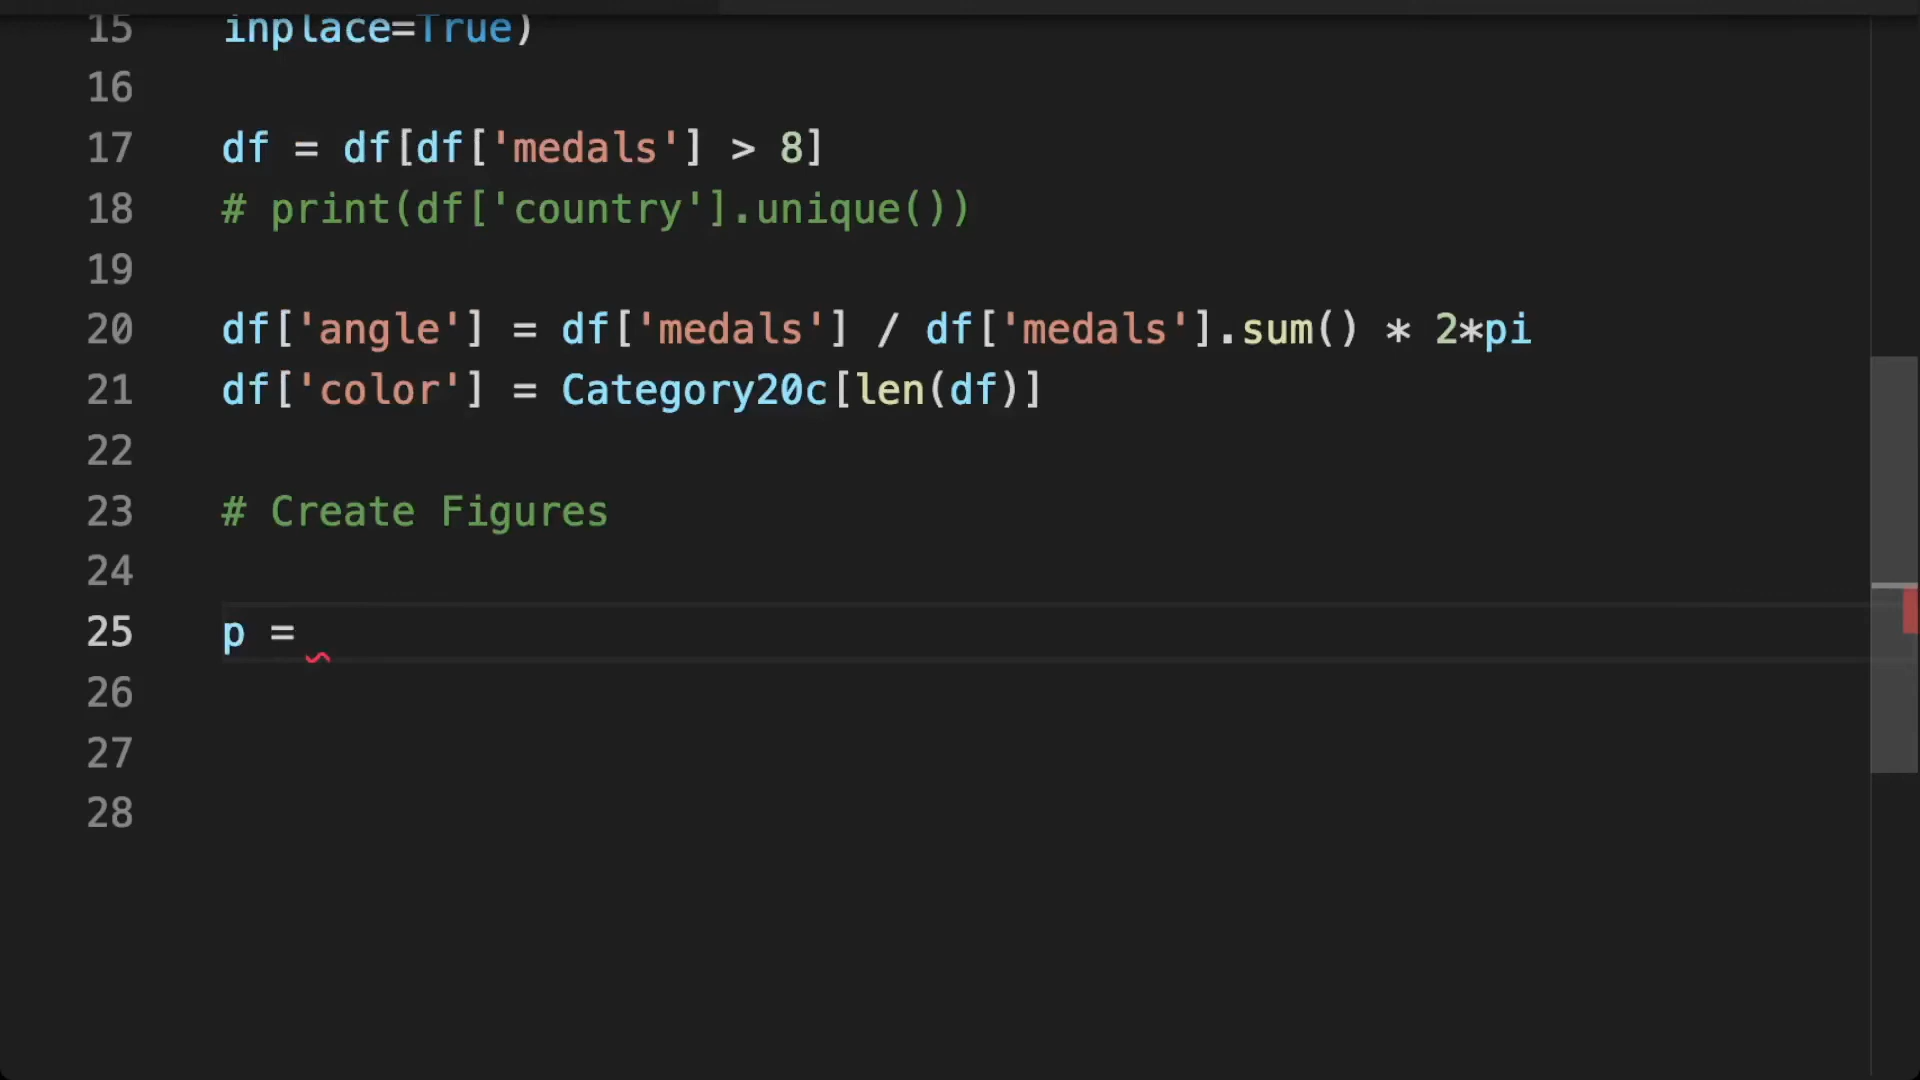 15 inplace=True)
16
17 df = df[df['medals'] > 8]
18 # print(df['country'].unique())
19
20 df['angle'] = df['medals'] / df['medals'].sum() * 2*pi
21 df['color'] = Category20c[len(df)]
22
23 # Create Figures
24
25 p =
26
27
28